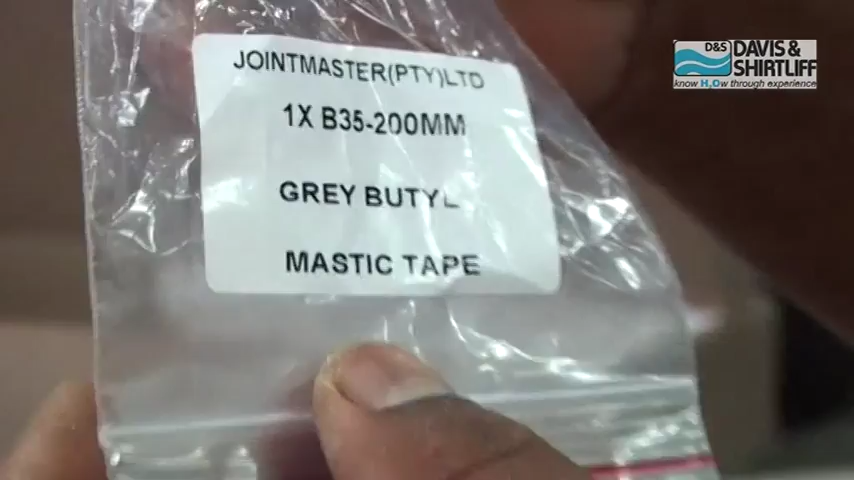 JOINTMASTER(PTY)LTD
1X B35-200MM
GREY BUTYL
MASTIC TAPE
D&S DAVIS &
SHIRTLIFF
know H₂Ow through experience